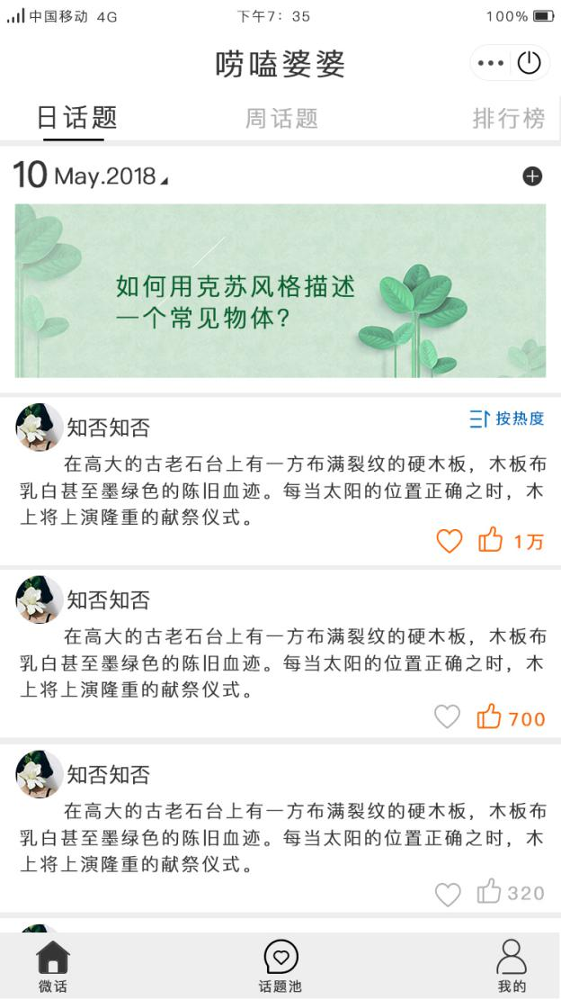 中国移动 4G 下午7：35 100%
唠嗑婆婆
日话题 周话题 排行榜
10 May.2018
如何用克苏风格描述
一个常见物体？
知否知否 按热度
在高大的古老石台上有一方布满裂纹的硬木板，木板布
乳白甚至墨绿色的陈旧血迹。每当太阳的位置正确之时，木
上将上演隆重的献祭仪式。
1万
知否知否
在高大的古老石台上有一方布满裂纹的硬木板，木板布
乳白甚至墨绿色的陈旧血迹。每当太阳的位置正确之时，木
上将上演隆重的献祭仪式。
700
知否知否
在高大的古老石台上有一方布满裂纹的硬木板，木板布
乳白甚至墨绿色的陈旧血迹。每当太阳的位置正确之时，木
上将上演隆重的献祭仪式。
320
微话 话题池 我的